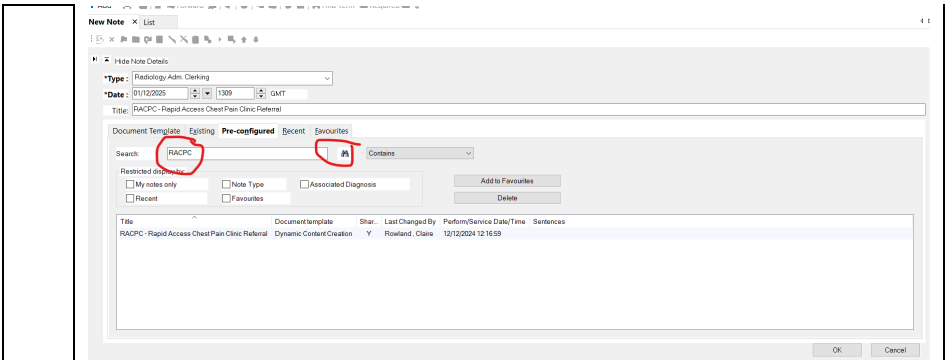 New Note × List
Hide Note Details
*Type : Radiology Adm. Clerking
*Date : 01/12/2025 1309 GMT
Title: RACPC - Rapid Access Chest Pain Clinic Referral
Document Template Existing Pre-configured Recent Favourites
Search: RACPC Contains
Restricted display by:
My notes only Note Type Associated Diagnosis Add to Favourites
Recent Favourites Delete
Title Document template Shar... Last Changed By Perform/Service Date/Time Sentences
RACPC - Rapid Access Chest Pain Clinic Referral Dynamic Content Creation Y Rowland , Claire 12/12/2024 12:16:59
OK Cancel